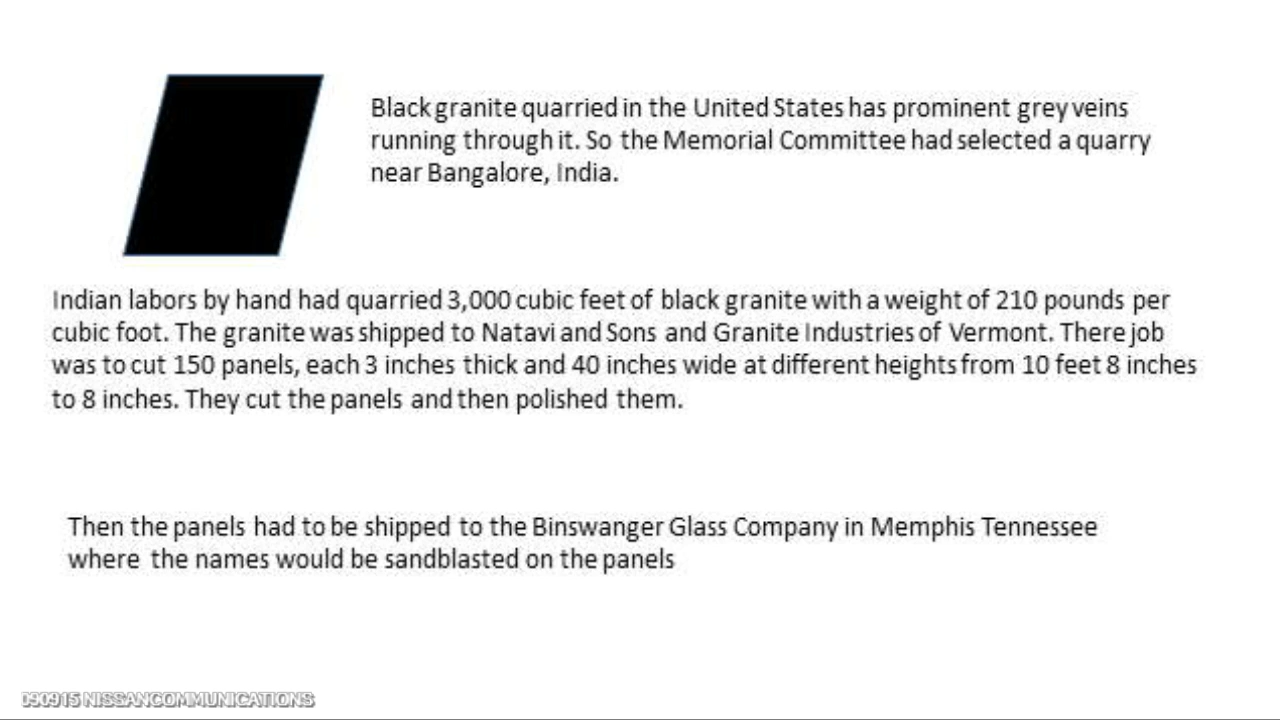 Black granite quarried in the United States has prominent grey veins
running through it. So the Memorial Committee had selected a quarry
near Bangalore, India.
Indian labors by hand had quarried 3,000 cubic feet of black granite with a weight of 210 pounds per
cubic foot. The granite was shipped to Natavi and Sons and Granite Industries of Vermont. There job
was to cut 150 panels, each 3 inches thick and 40 inches wide at different heights from 10 feet 8 inches
to 8 inches. They cut the panels and then polished them.
Then the panels had to be shipped to the Binswanger Glass Company in Memphis Tennessee
where the names would be sandblasted on the panels
090915 NISSANCOMMUNICATIONS